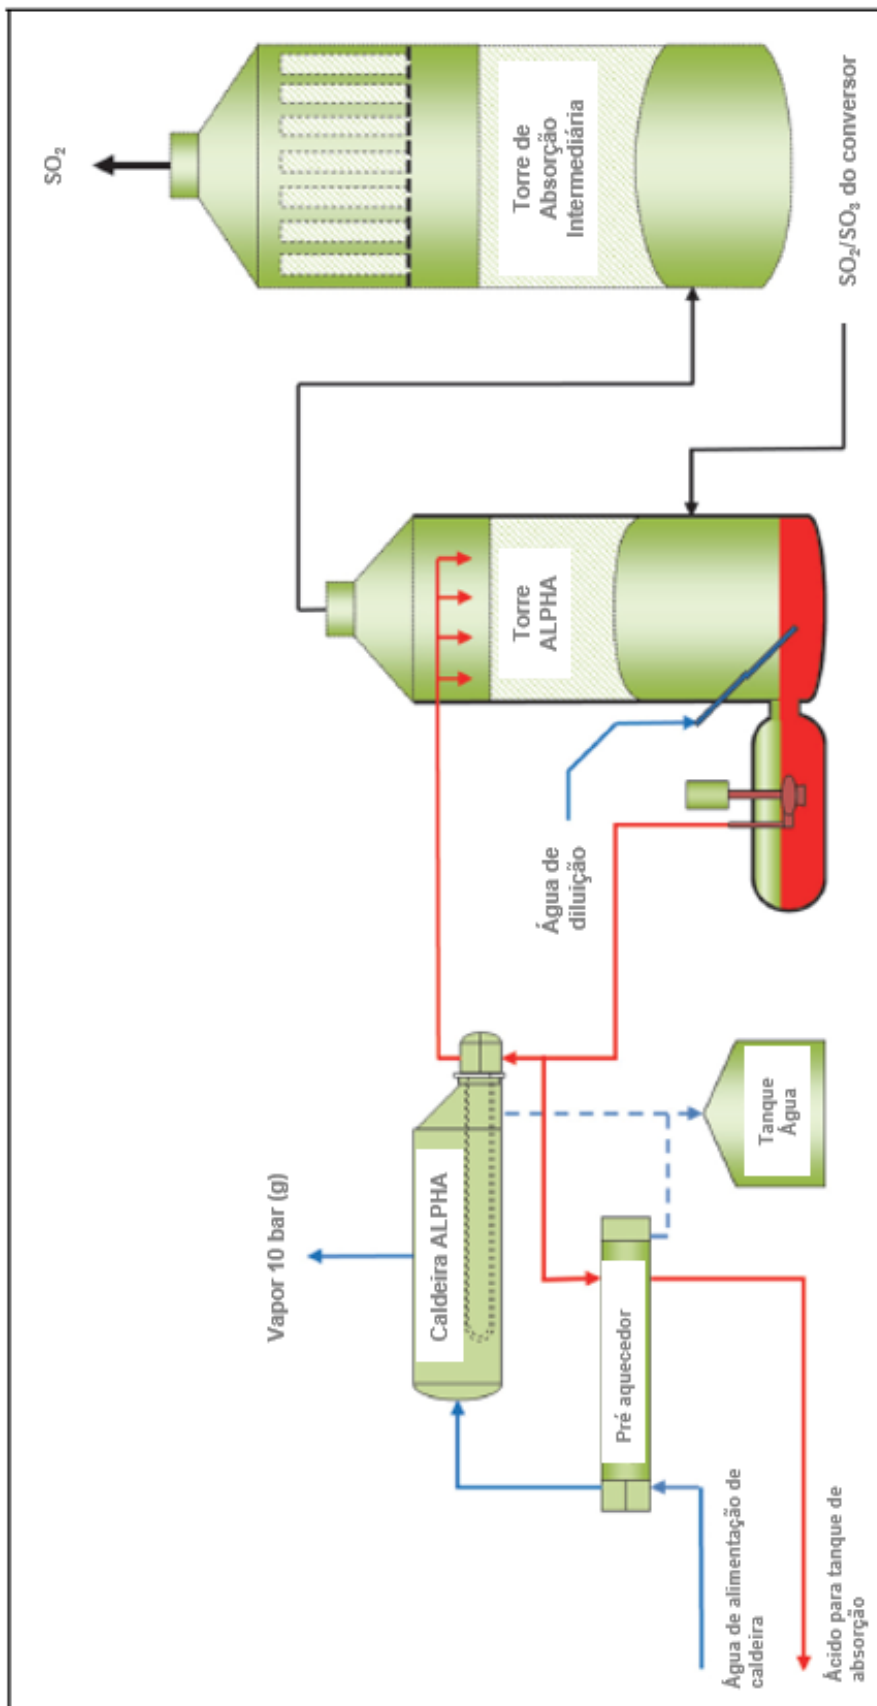 Vapor 10 bar (g)
Caldeira ALPHA
Pré aquecedor
Água de alimentação de
caldeira
Ácido para tanque de
absorção
Tanque
Água
Água de
diluição
Torre
ALPHA
SO₂
Torre de
Absorção
Intermediária
SO₂/SO₃ do conversor